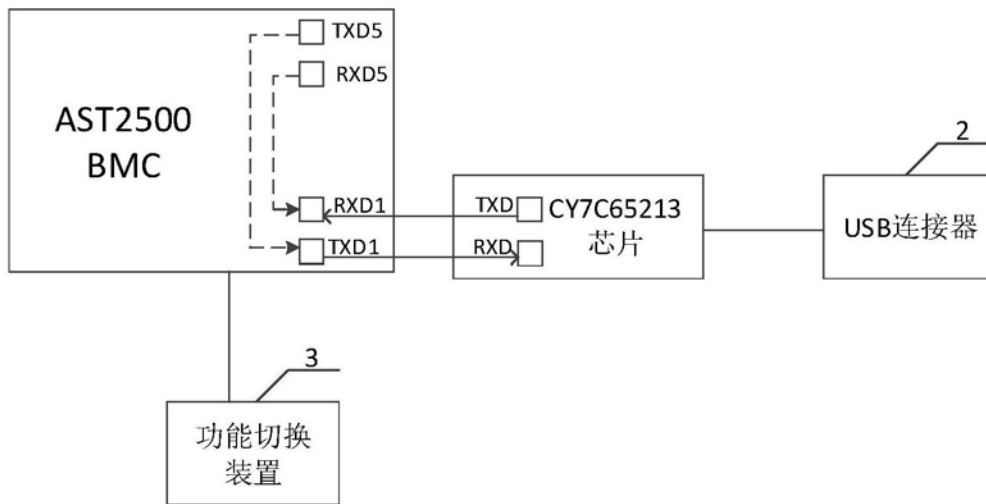 TXD5
RXD5
AST2500
BMC
RXD1
TXD1
TXD
RXD
CY7C65213
芯片
2
USB连接器
3
功能切换
装置